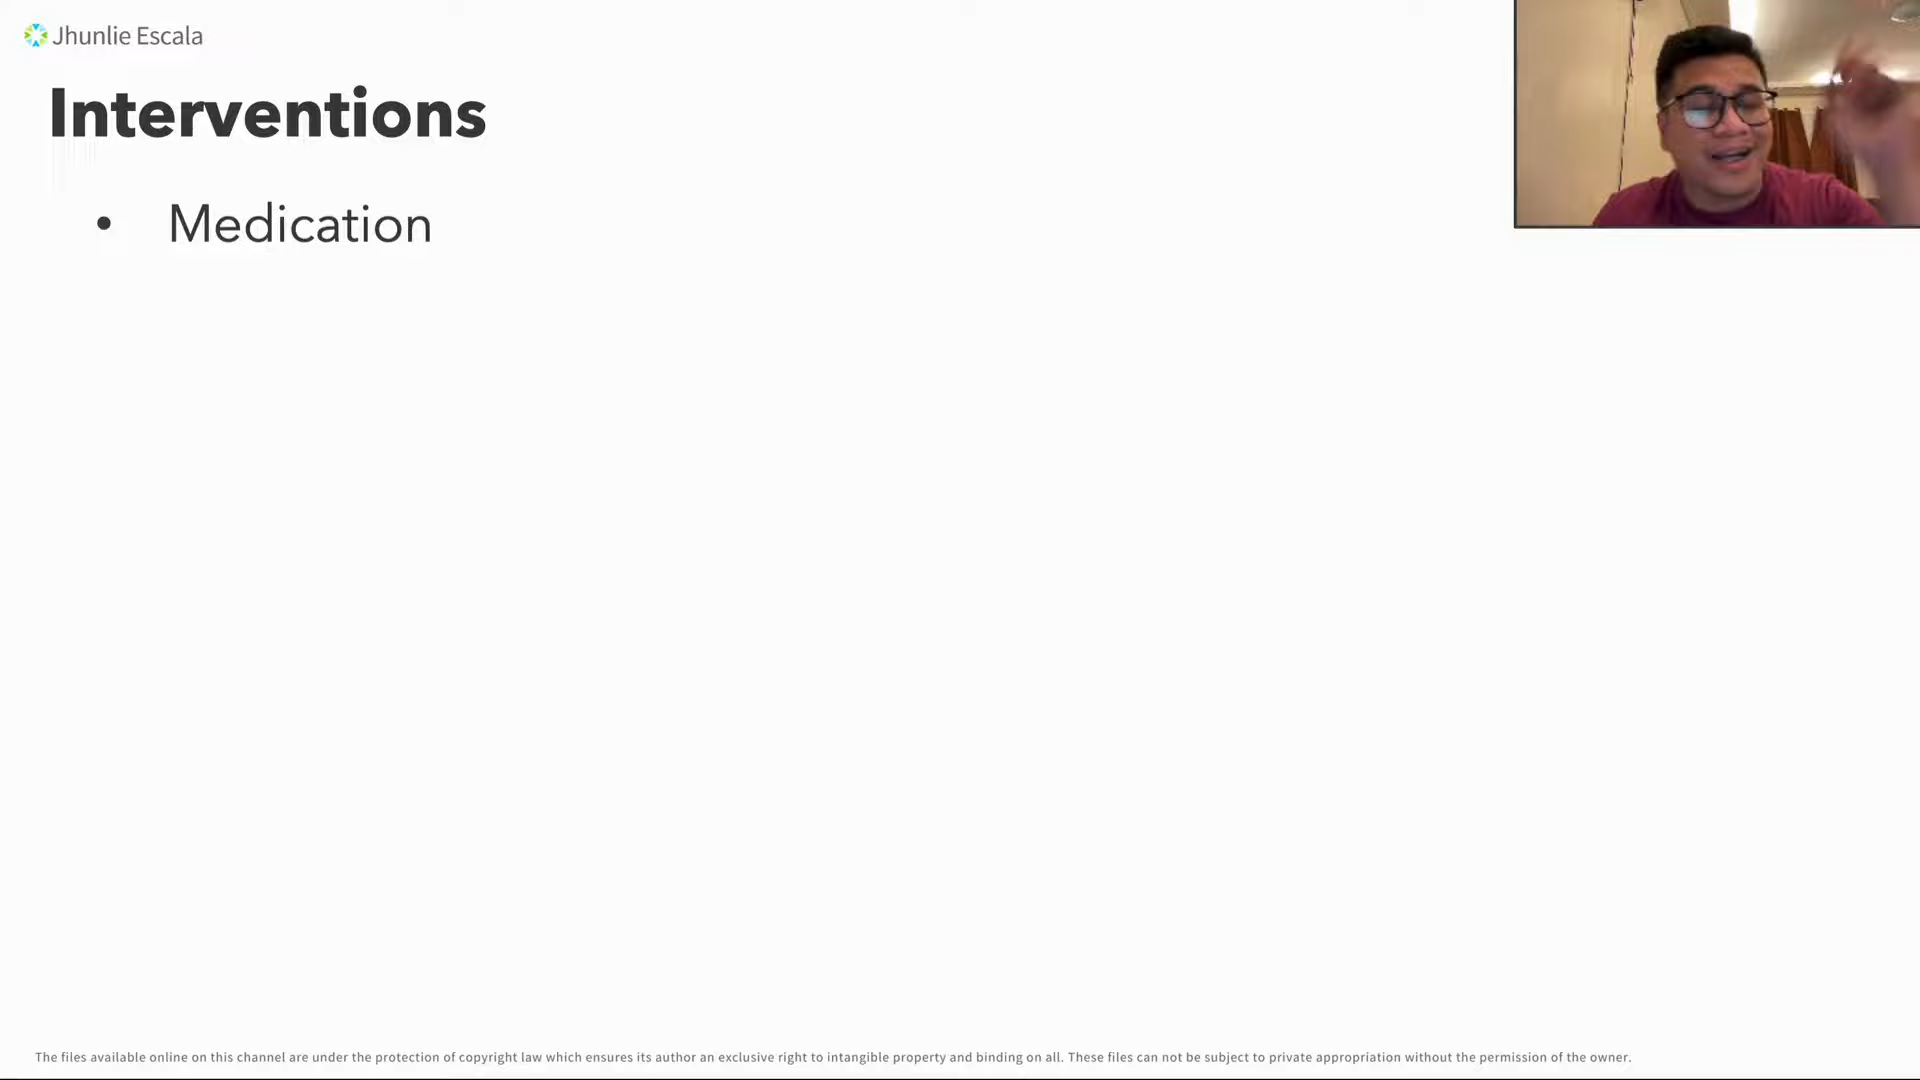 Jhunlie Escala
Interventions
• Medication
The files available online on this channel are under the protection of copyright law which ensures its author an exclusive right to intangible property and binding on all. These files can not be subject to private appropriation without the permission of the owner.